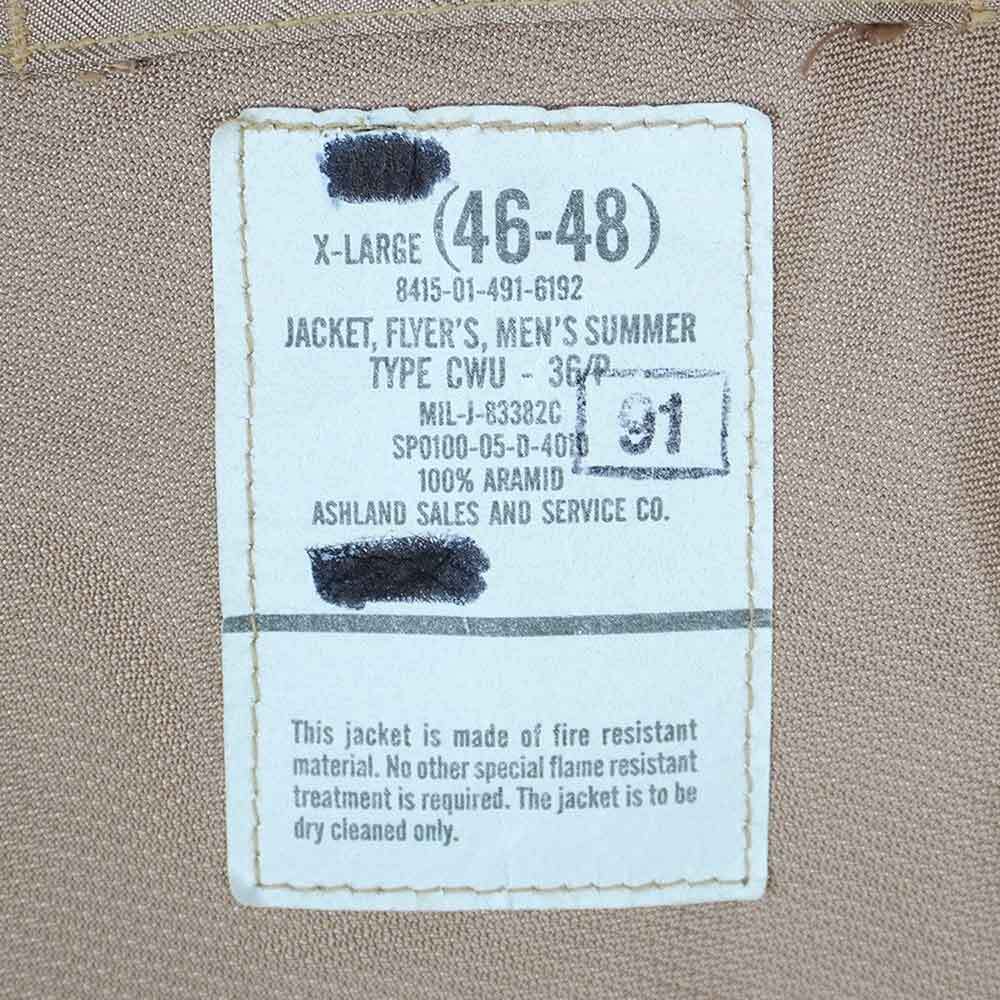 X-LARGE (46-48)
8415-01-491-6192
JACKET, FLYER'S, MEN'S SUMMER
TYPE CWU - 36/P
MIL-J-83382C
SP0100-05-D-4010
91
100% ARAMID
ASHLAND SALES AND SERVICE CO.
This jacket is made of fire resistant
material. No other special flame resistant
treatment is required. The jacket is to be
dry cleaned only.